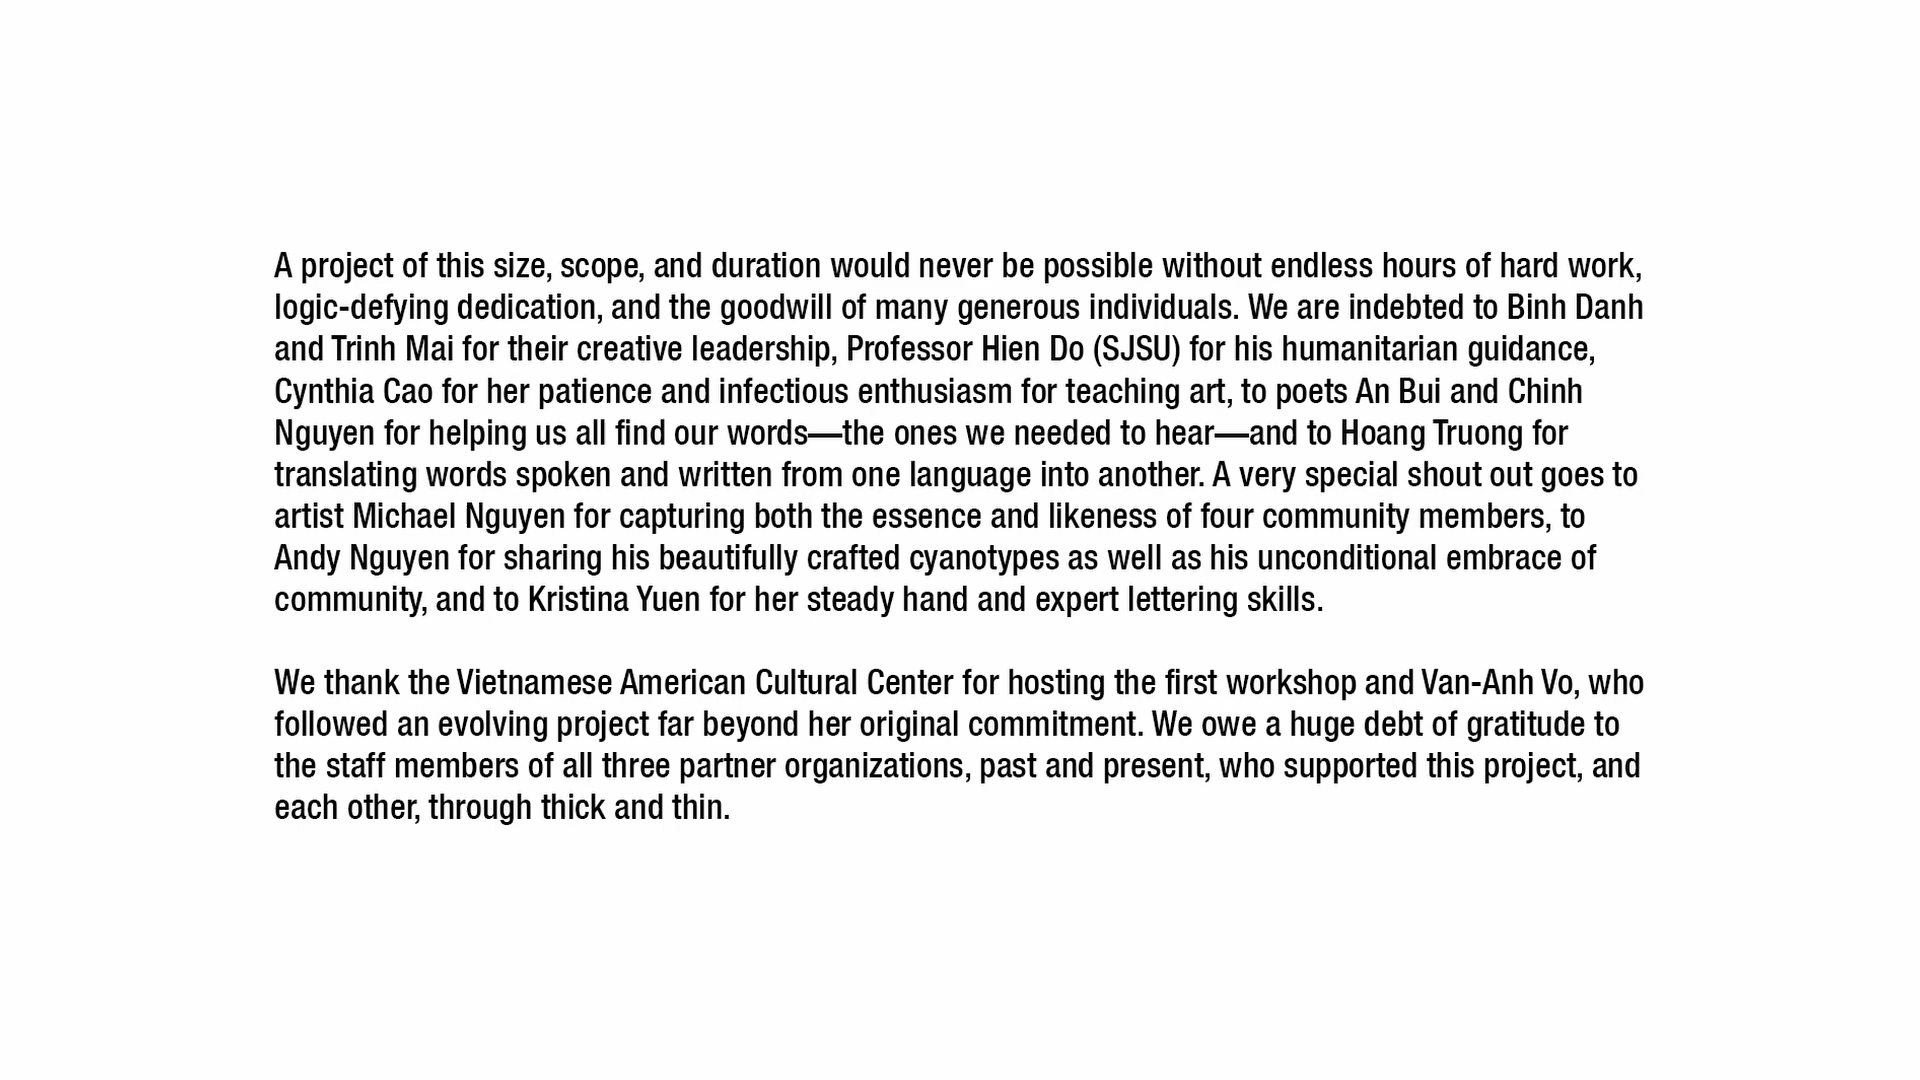 A project of this size, scope, and duration would never be possible without endless hours of hard work,
logic-defying dedication, and the goodwill of many generous individuals. We are indebted to Binh Danh
and Trinh Mai for their creative leadership, Professor Hien Do (SJSU) for his humanitarian guidance,
Cynthia Cao for her patience and infectious enthusiasm for teaching art, to poets An Bui and Chinh
Nguyen for helping us all find our words—the ones we needed to hear—and to Hoang Truong for
translating words spoken and written from one language into another. A very special shout out goes to
artist Michael Nguyen for capturing both the essence and likeness of four community members, to
Andy Nguyen for sharing his beautifully crafted cyanotypes as well as his unconditional embrace of
community, and to Kristina Yuen for her steady hand and expert lettering skills.
We thank the Vietnamese American Cultural Center for hosting the first workshop and Van-Anh Vo, who
followed an evolving project far beyond her original commitment. We owe a huge debt of gratitude to
the staff members of all three partner organizations, past and present, who supported this project, and
each other, through thick and thin.